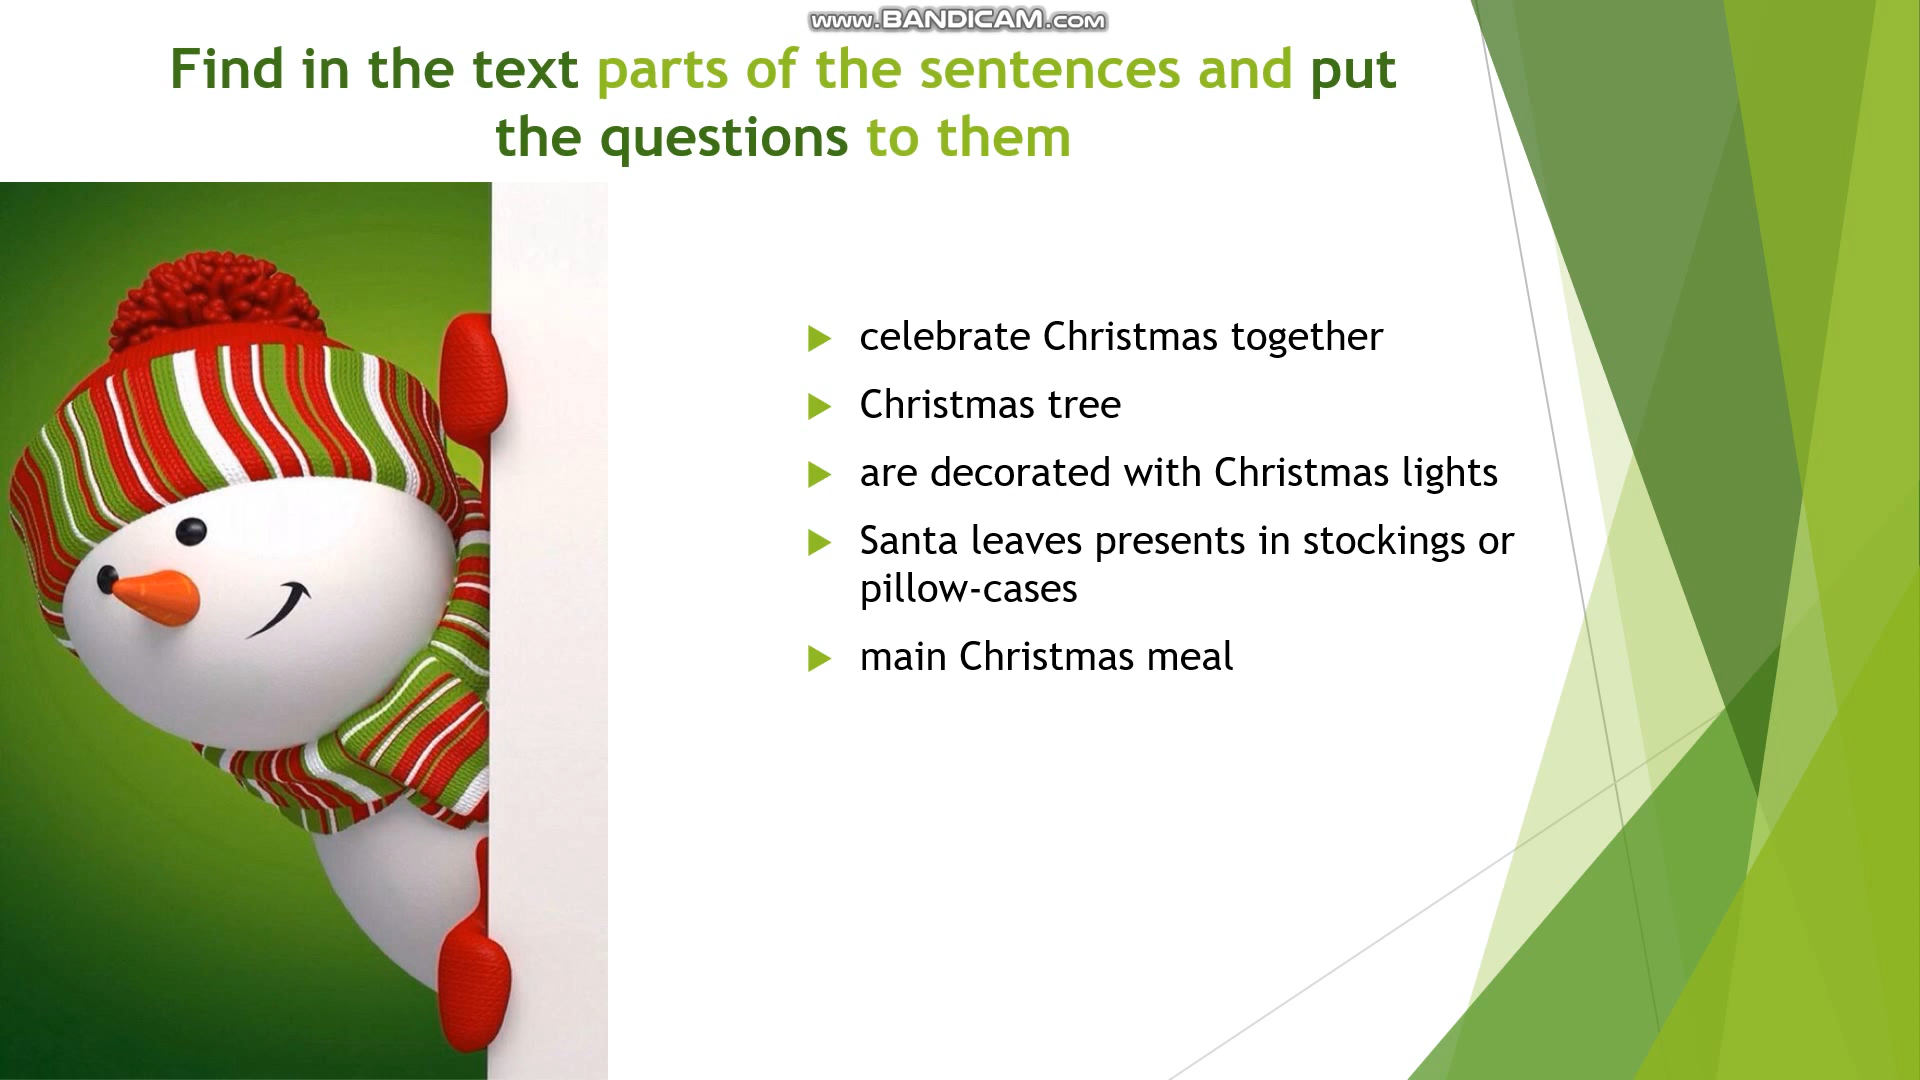 www.BANDICAM.com
Find in the text parts of the sentences and put
the questions to them
celebrate Christmas together
Christmas tree
are decorated with Christmas lights
Santa leaves presents in stockings or
pillow-cases
main Christmas meal